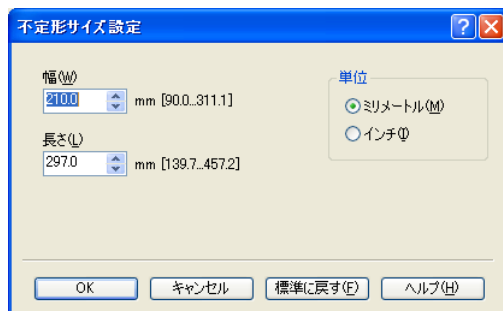 不定形サイズ設定
幅(W)
210.0 mm [90.0...311.1]
長さ(L)
297.0 mm [139.7...457.2]
単位
ミリメートル(M)
インチ(I)
OK キャンセル 標準に戻す(F) ヘルプ(H)